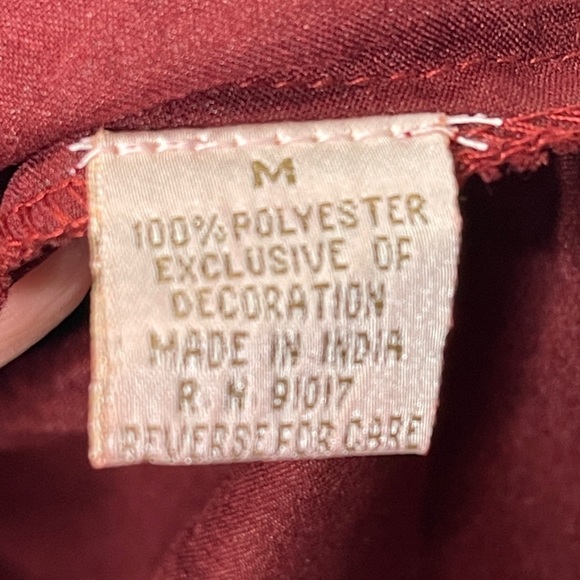 M
100% POLYESTER
EXCLUSIVE OF
DECORATION
MADE IN INDIA
R N 91017
REVERSE FOR CARE